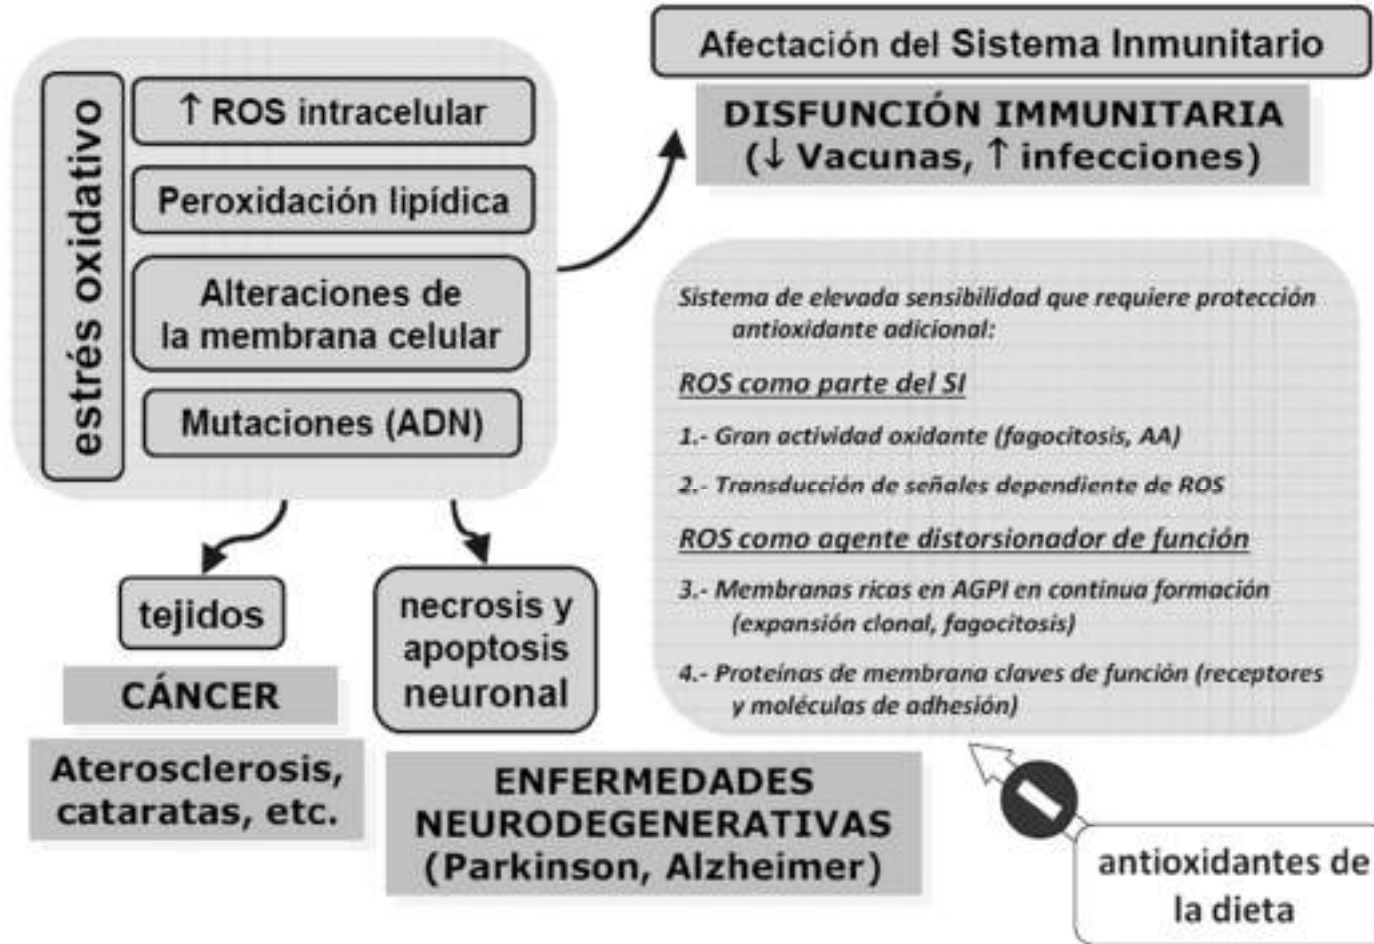 estrés oxidativo
↑ ROS intracelular
Peroxidación lipídica
Alteraciones de
la membrana celular
Mutaciones (ADN)
Afectación del Sistema Inmunitario
DISFUNCIÓN IMMUNITARIA
(↓ Vacunas, ↑ infecciones)
Sistema de elevada sensibilidad que requiere protección
antioxidante adicional:
ROS como parte del SI
1.- Gran actividad oxidante (fagocitosis, AA)
2.- Transducción de señales dependiente de ROS
ROS como agente distorsionador de función
3.- Membranas ricas en AGPI en continua formación
(expansión clonal, fagocitosis)
4.- Proteínas de membrana claves de función (receptores
y moléculas de adhesión)
tejidos
CÁNCER
Aterosclerosis,
cataratas, etc.
necrosis y
apoptosis
neuronal
ENFERMEDADES
NEURODEGENERATIVAS
(Parkinson, Alzheimer)
antioxidantes de
la dieta